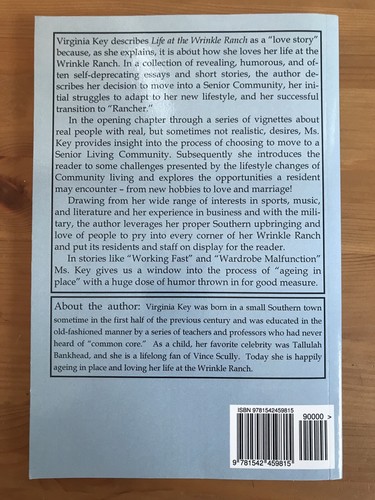 Virginia Key describes Life at the Wrinkle Ranch as a "love story"
because, as she explains, it is about how she loves her life at the
Wrinkle Ranch. In a collection of revealing, humorous, and of-
ten self-deprecating essays and short stories, the author de-
scribes her decision to move into a Senior Community, her ini-
tial struggles to adapt to her new lifestyle, and her successful
transition to "Rancher."
In the opening chapter through a series of vignettes about
real people with real, but sometimes not realistic, desires, Ms.
Key provides insight into the process of choosing to move to a
Senior Living Community. Subsequently she introduces the
reader to some challenges presented by the lifestyle changes of
Community living and explores the opportunities a resident
may encounter – from new hobbies to love and marriage!
Drawing from her wide range of interests in sports, music,
and literature and her experience in business and with the mili-
tary, the author leverages her proper Southern upbringing and
love of people to pry into every corner of her Wrinkle Ranch
and put its residents and staff on display for the reader.
In stories like "Working Fast" and "Wardrobe Malfunction"
Ms. Key gives us a window into the process of "ageing in
place" with a huge dose of humor thrown in for good measure.
About the author: Virginia Key was born in a small Southern town
sometime in the first half of the previous century and was educated in the
old-fashioned manner by a series of teachers and professors who had
never heard of "common core." As a child, her favorite celebrity was Tallulah
Bankhead, and she is a lifelong fan of Vince Scully. Today she is happily
ageing in place and loving her life at the Wrinkle Ranch.
ISBN 9781542459815
90000 >
9 781542 459815